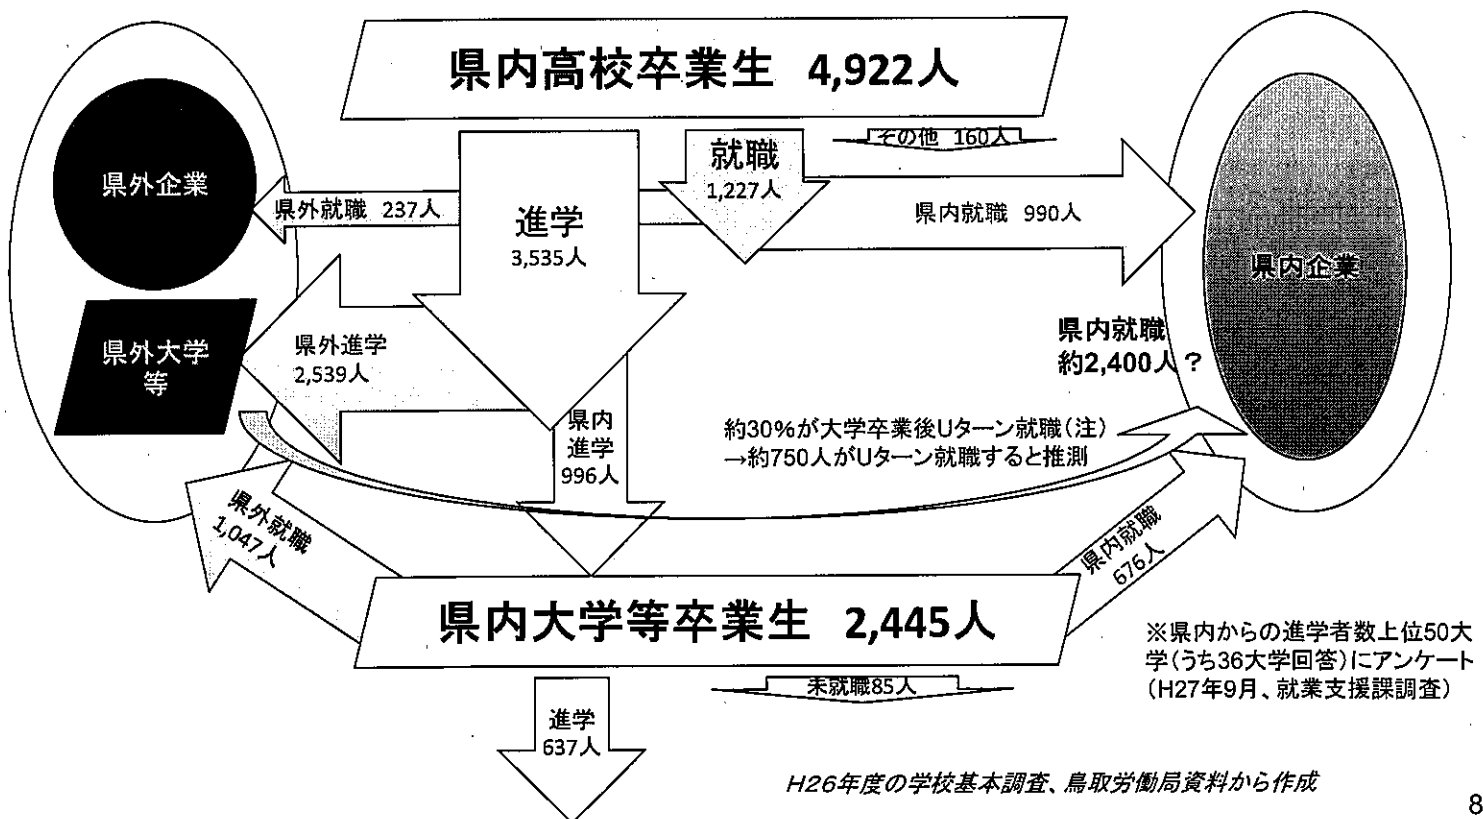 県内高校卒業生 4,922人
その他 160人
就職
1,227人
県外企業
県外就職 237人
進学
3,535人
県内就職 990人
県内企業
県外大学
等
県外進学
2,539人
県内就職
約2,400人?
県内
進学
996人
約30%が大学卒業後Uターン就職(注)
→約750人がUターン就職すると推測
県外就職
1,047人
県内就職
676人
県内大学等卒業生 2,445人
未就職85人
進学
637人
※県内からの進学者数上位50大
学(うち36大学回答)にアンケート
(H27年9月、就業支援課調査)
H26年度の学校基本調査、鳥取労働局資料から作成
8